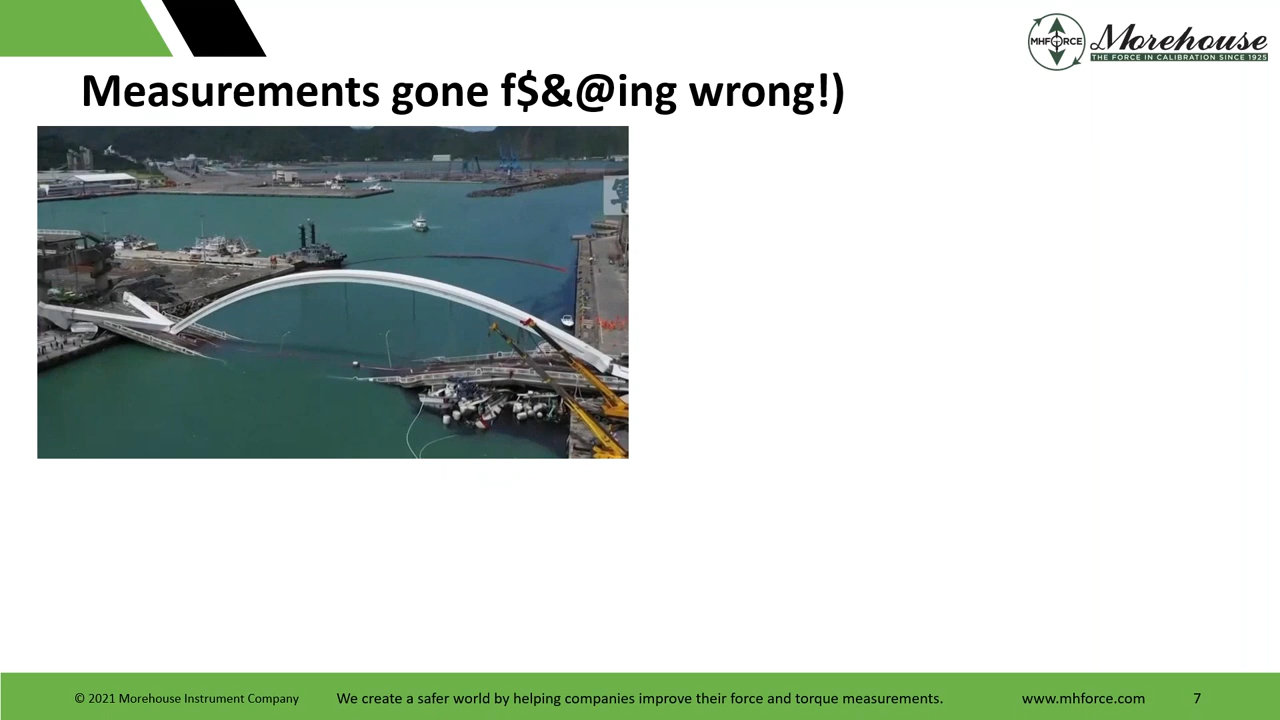 MHFORCE
Morehouse
THE FORCE IN CALIBRATION SINCE 1925
Measurements gone f$&@ing wrong!)
© 2021 Morehouse Instrument Company
We create a safer world by helping companies improve their force and torque measurements.
www.mhforce.com
7